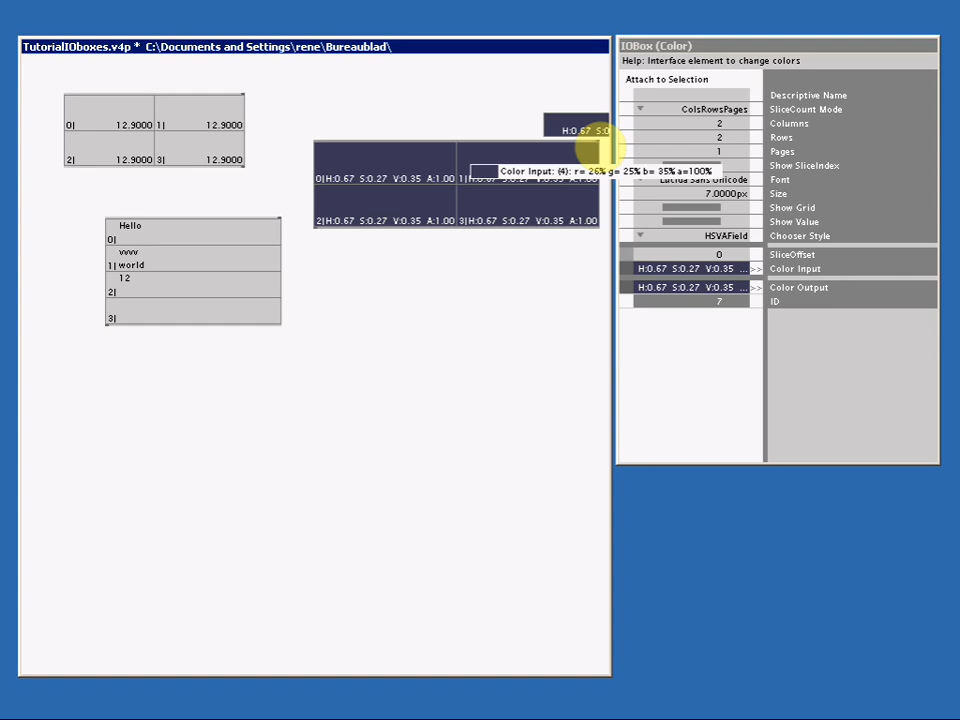 TutorialIOboxes.v4p * C:\Documents and Settings\rene\Bureaublad\
0| 12.9000 1| 12.9000
2| 12.9000 3| 12.9000
Hello
0|
vvvv
1| world
12
2|
3|
H:0.67 S:0
0|H:0.67 S:0.27 V:0.35 A:1.00 1| A:1.00
Color Input: (4): r= 26% g= 25% b= 35% a=100%
2|H:0.67 S:0.27 V:0.35 A:1.00 3|H:0.67 S:0.27 V:0.35 A:1.00
IOBox (Color)
Help: Interface element to change colors
Attach to Selection
Descriptive Name
ColsRowsPages SliceCount Mode
2 Columns
2 Rows
1 Pages
Show SliceIndex
Lucida Sans Unicode Font
7.0000px Size
Show Grid
Show Value
HSVAField Chooser Style
0 SliceOffset
H:0.67 S:0.27 V:0.35 ... >> Color Input
H:0.67 S:0.27 V:0.35 ... >> Color Output
7 ID